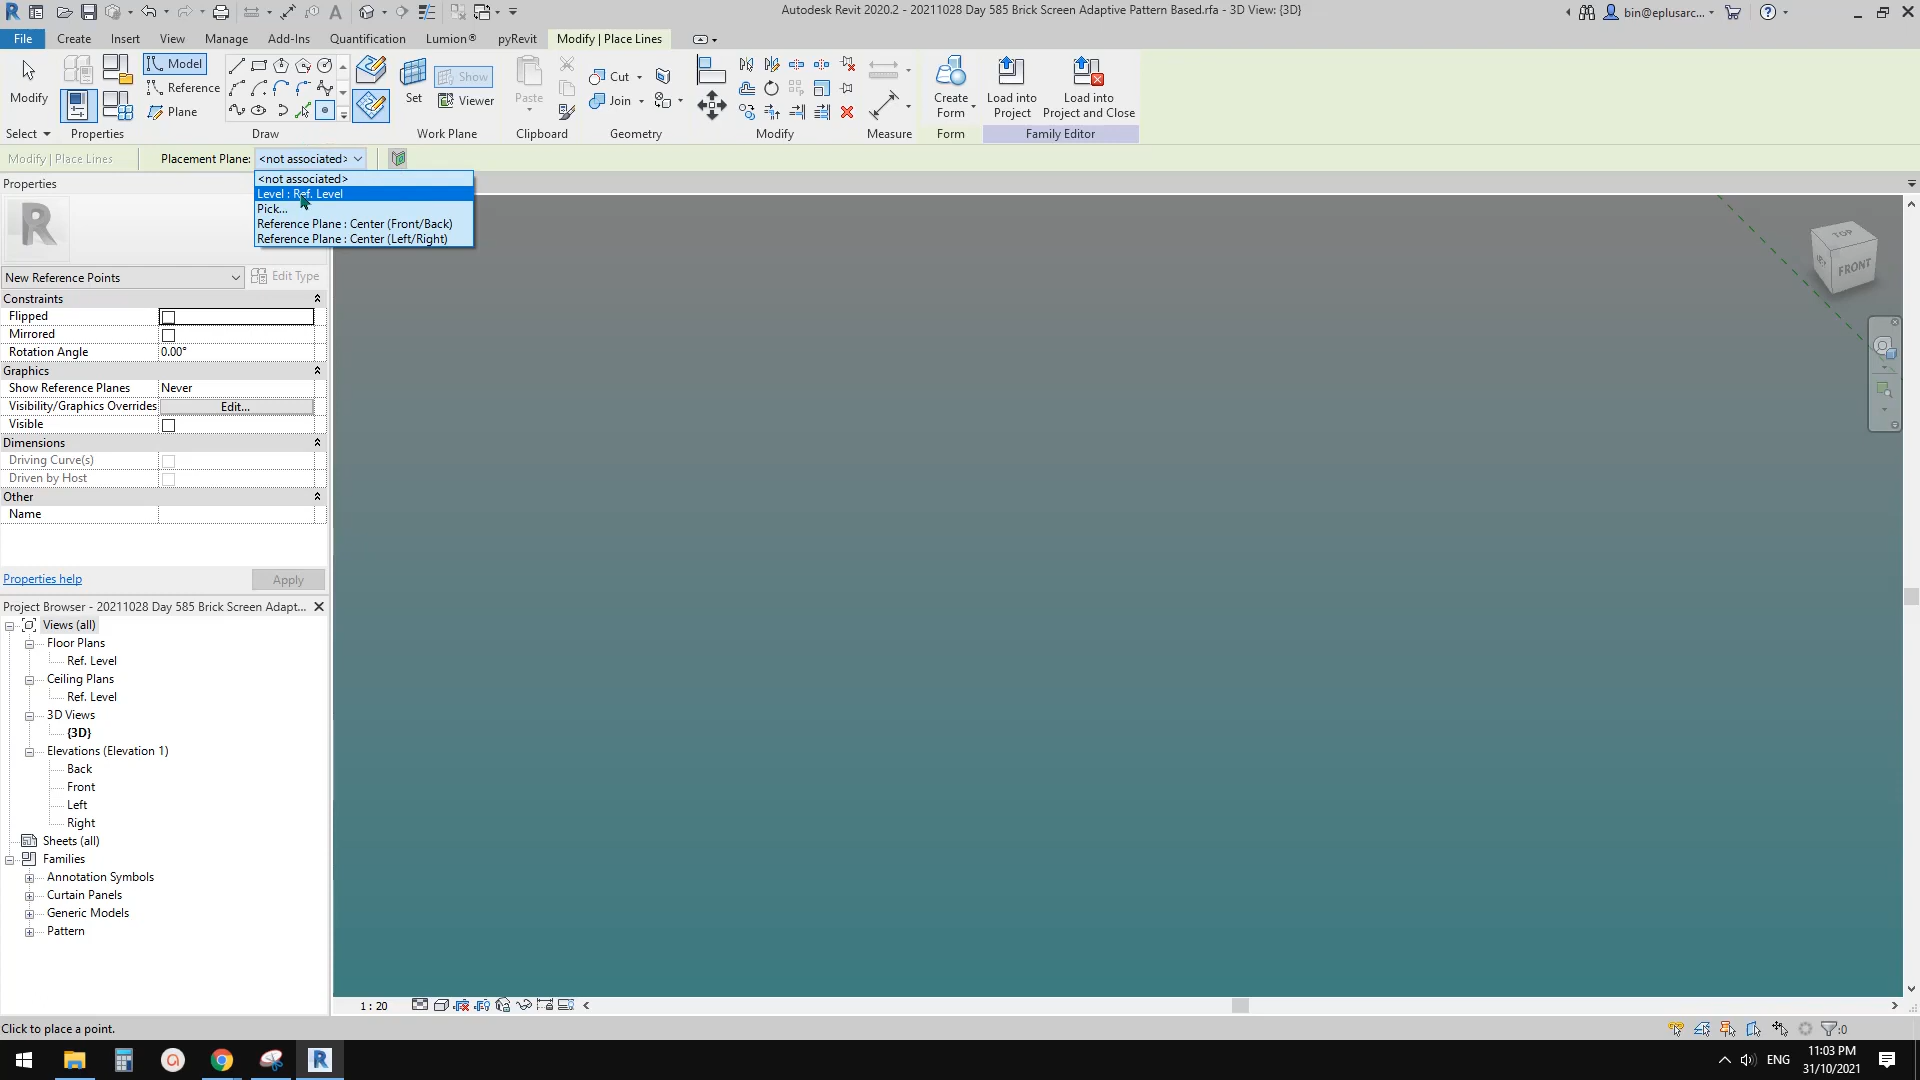 Autodesk Revit 2020.2 - 20211028 Day 585 Brick Screen Adaptive Pattern Based.rfa - 3D View: {3D}
bin@eplusarc...
File Create Insert View Manage Add-Ins Quantification Lumion® pyRevit Modify | Place Lines
Modify
Model
Reference
Plane
Set
Show
Viewer
Paste
Cut
Join
Create Form
Load into Project
Load into Project and Close
Select Properties Draw Work Plane Clipboard Geometry Modify Measure Form Family Editor
Modify | Place Lines Placement Plane: <not associated>
<not associated>
Level : Ref. Level
Pick...
Reference Plane : Center (Front/Back)
Reference Plane : Center (Left/Right)
Properties
New Reference Points Edit Type
Constraints
Flipped
Mirrored
Rotation Angle 0.00°
Graphics
Show Reference Planes Never
Visibility/Graphics Overrides Edit...
Visible
Dimensions
Driving Curve(s)
Driven by Host
Other
Name
Properties help Apply
Project Browser - 20211028 Day 585 Brick Screen Adapt...
Views (all)
Floor Plans
Ref. Level
Ceiling Plans
Ref. Level
3D Views
{3D}
Elevations (Elevation 1)
Back
Front
Left
Right
Sheets (all)
Families
Annotation Symbols
Curtain Panels
Generic Models
Pattern
TOP
FRONT
1 : 20
Click to place a point.
:0
ENG
11:03 PM
31/10/2021